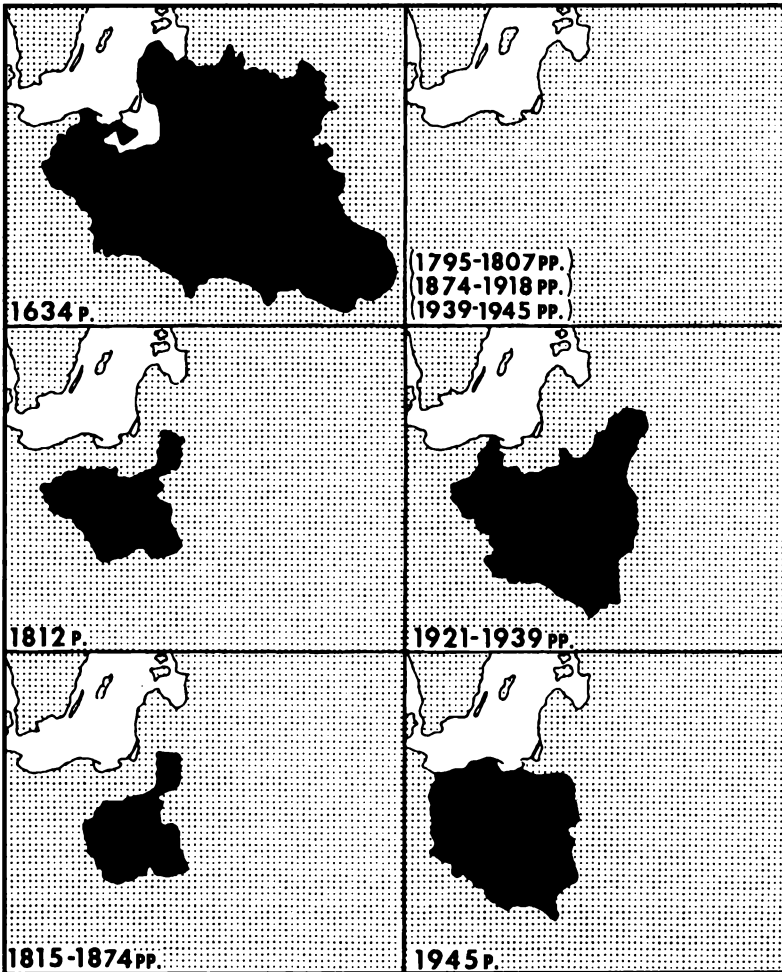 1634 P.
(1795-1807 PP.)
(1874-1918 PP.)
(1939-1945 PP.)
1812 P.
1921-1939 PP.
1815-1874 PP.
1945 P.